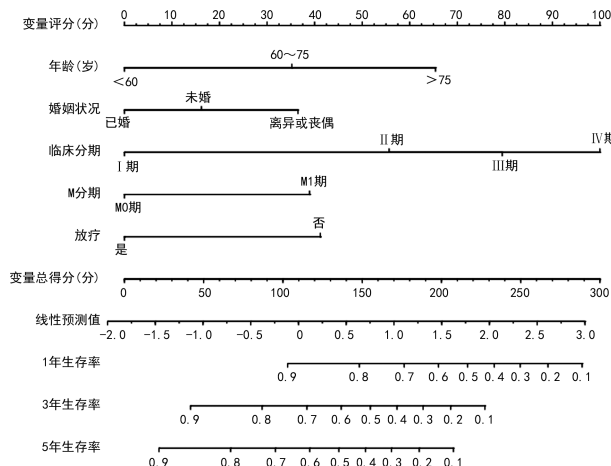 变量评分(分) 0 10 20 30 40 50 60 70 80 90 100
60～75
年龄(岁)
＜60 ＞75
未婚
婚姻状况
已婚 离异或丧偶
Ⅱ期 Ⅳ期
临床分期
Ⅰ期 Ⅲ期
M1期
M分期
M0期
否
放疗
是
变量总得分(分)
0 50 100 150 200 250 300
线性预测值
-2.0 -1.5 -1.0 -0.5 0 0.5 1.0 1.5 2.0 2.5 3.0
1年生存率
0.9 0.8 0.7 0.6 0.5 0.4 0.3 0.2 0.1
3年生存率
0.9 0.8 0.7 0.6 0.5 0.4 0.3 0.2 0.1
5年生存率
0.9 0.8 0.7 0.6 0.5 0.4 0.3 0.2 0.1